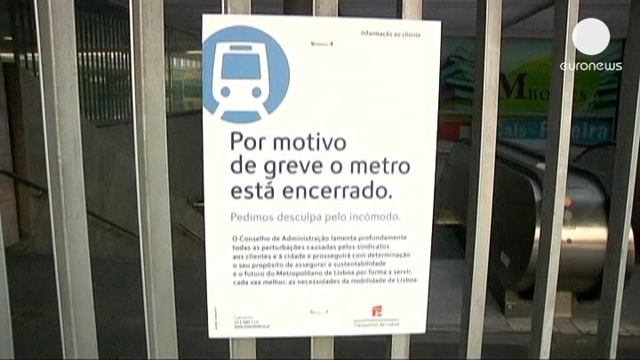 Informação ao cliente
euronews
Por motivo
de greve o metro
está encerrado.
Pedimos desculpa pelo incómodo.
O Conselho de Administração lamenta profundamente
todas as perturbações causadas pelos sindicatos
aos clientes e à cidade e prosseguirá com determinação
o seu propósito de assegurar a sustentabilidade
e o futuro do Metropolitano de Lisboa por forma a servir,
cada vez melhor, as necessidades da mobilidade de Lisboa.
Transportes de Lisboa